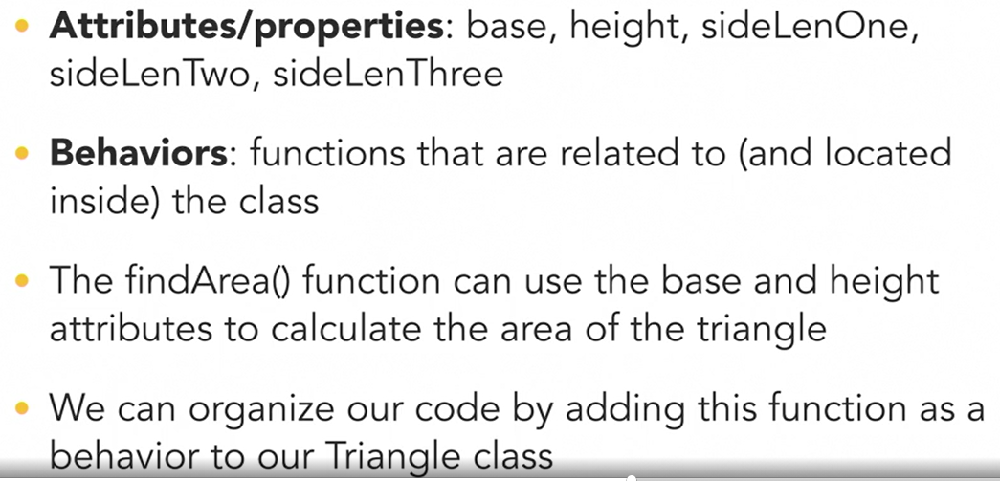 • Attributes/properties: base, height, sideLenOne,
sideLenTwo, sideLenThree
• Behaviors: functions that are related to (and located
inside) the class
• The findArea() function can use the base and height
attributes to calculate the area of the triangle
• We can organize our code by adding this function as a
behavior to our Triangle class